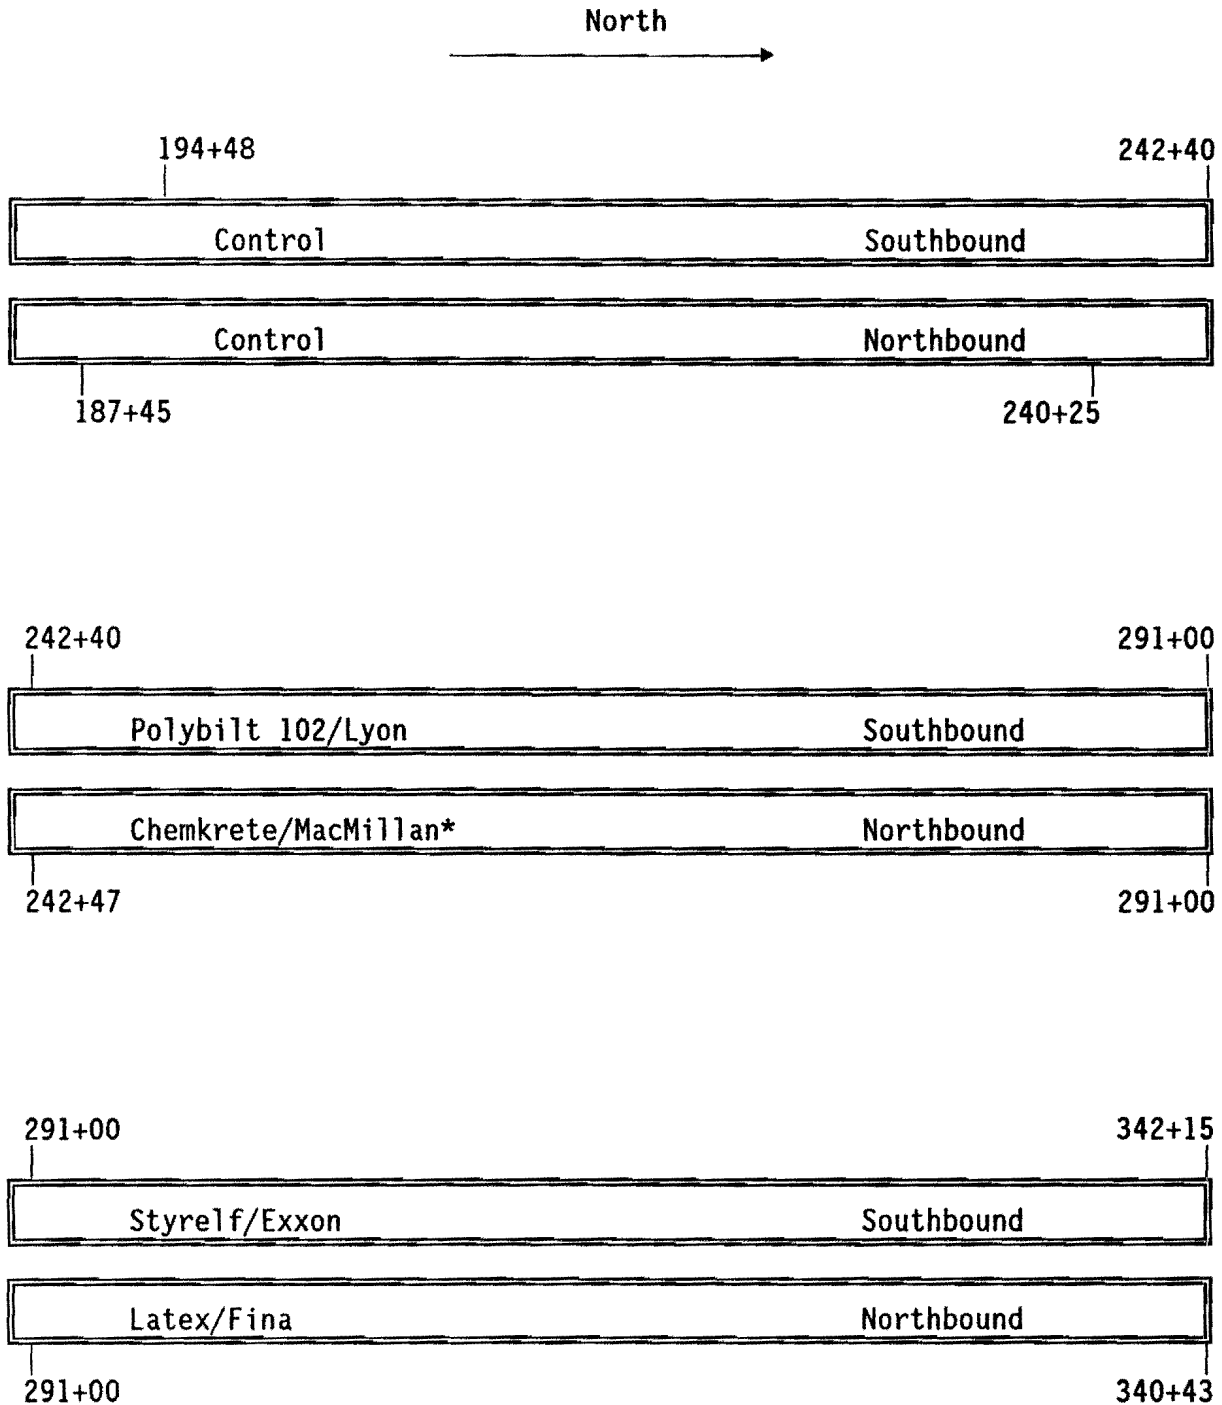 North
194+48 242+40
Control Southbound
Control Northbound
187+45 240+25
242+40 291+00
Polybilt 102/Lyon Southbound
Chemkrete/MacMillan* Northbound
242+47 291+00
291+00 342+15
Styrelf/Exxon Southbound
Latex/Fina Northbound
291+00 340+43